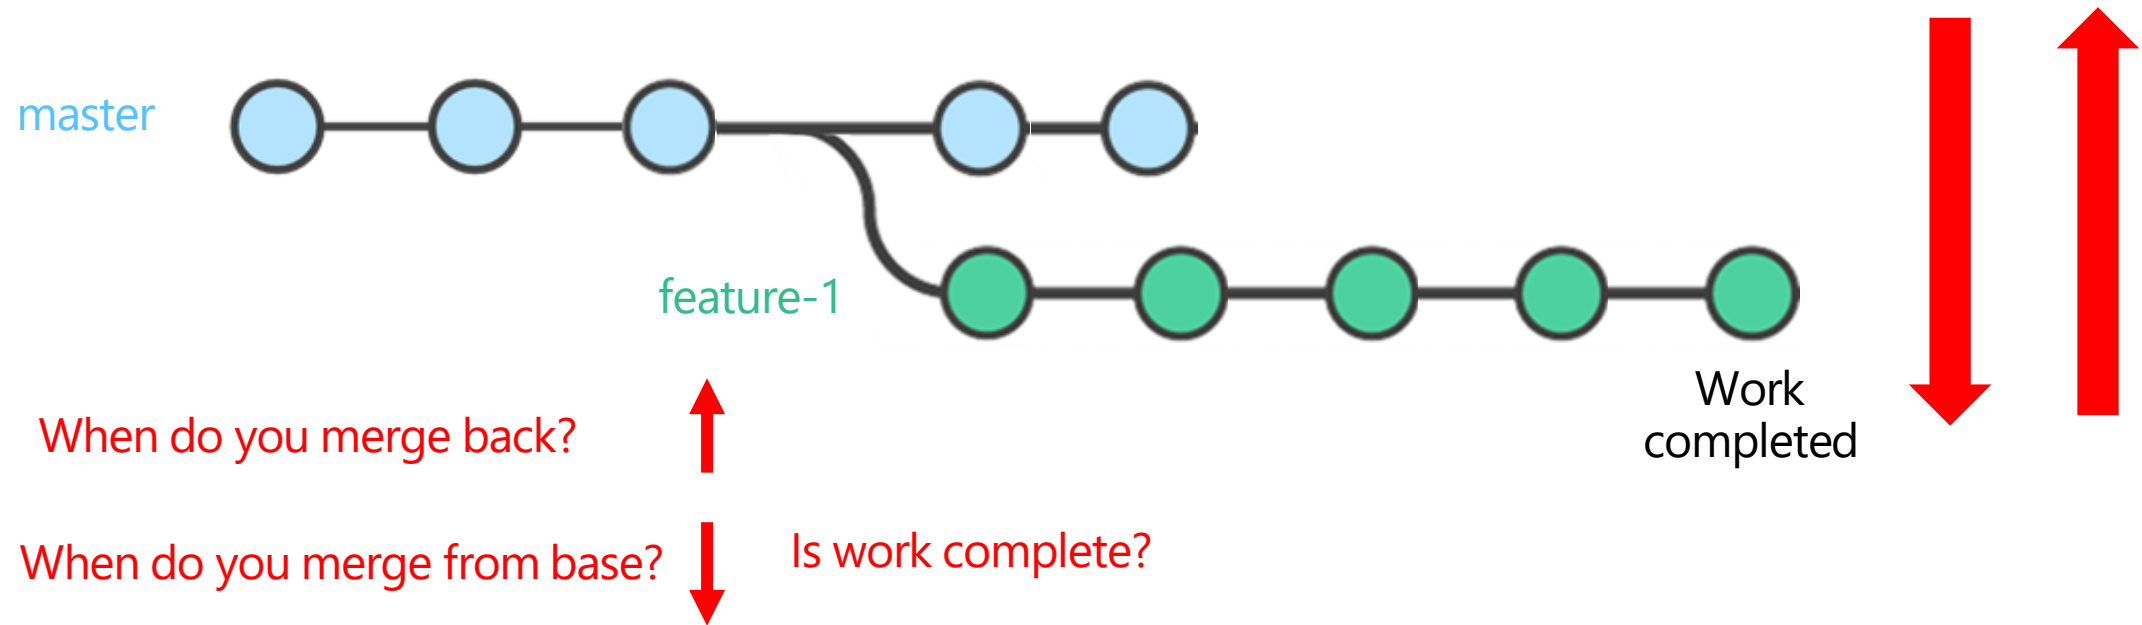 master
feature-1
Work
completed
When do you merge back?
When do you merge from base?
Is work complete?